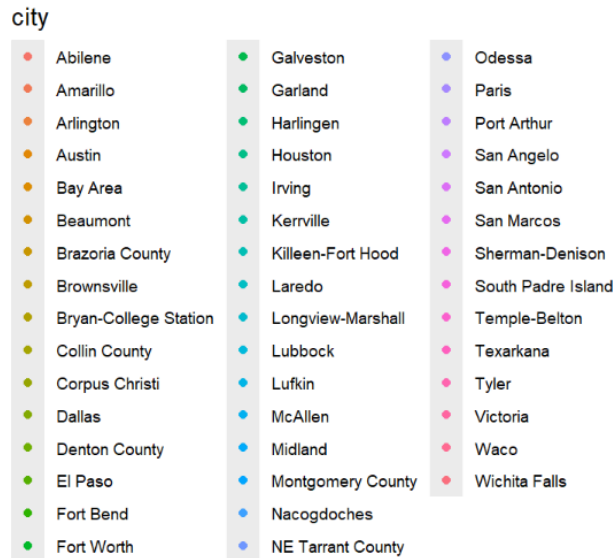 city
Abilene
Amarillo
Arlington
Austin
Bay Area
Beaumont
Brazoria County
Brownsville
Bryan-College Station
Collin County
Corpus Christi
Dallas
Denton County
El Paso
Fort Bend
Fort Worth
Galveston
Garland
Harlingen
Houston
Irving
Kerrville
Killeen-Fort Hood
Laredo
Longview-Marshall
Lubbock
Lufkin
McAllen
Midland
Montgomery County
Nacogdoches
NE Tarrant County
Odessa
Paris
Port Arthur
San Angelo
San Antonio
San Marcos
Sherman-Denison
South Padre Island
Temple-Belton
Texarkana
Tyler
Victoria
Waco
Wichita Falls